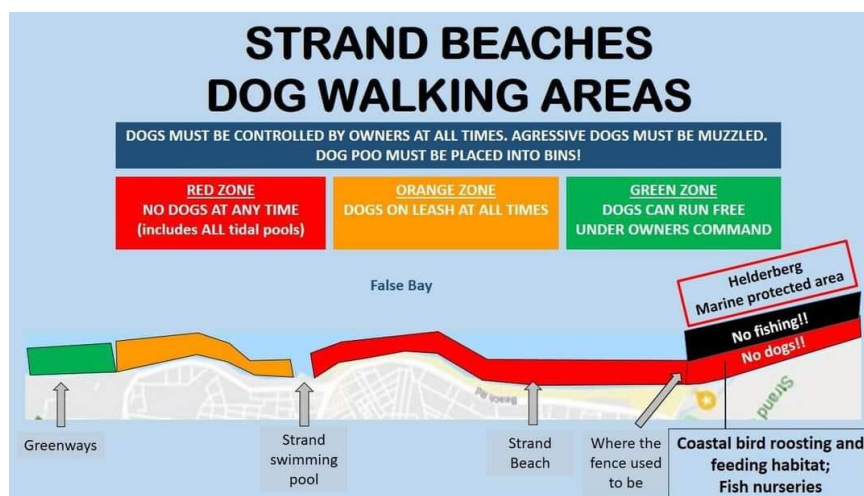 STRAND BEACHES
DOG WALKING AREAS
DOGS MUST BE CONTROLLED BY OWNERS AT ALL TIMES. AGRESSIVE DOGS MUST BE MUZZLED.
DOG POO MUST BE PLACED INTO BINS!
RED ZONE
NO DOGS AT ANY TIME
(includes ALL tidal pools)
ORANGE ZONE
DOGS ON LEASH AT ALL TIMES
GREEN ZONE
DOGS CAN RUN FREE
UNDER OWNERS COMMAND
False Bay
Helderberg
Marine protected area
No fishing!!
No dogs!!
Beach Rd
Strand
Greenways
Strand
swimming
pool
Strand
Beach
Where the
fence used
to be
Coastal bird roosting and
feeding habitat;
Fish nurseries